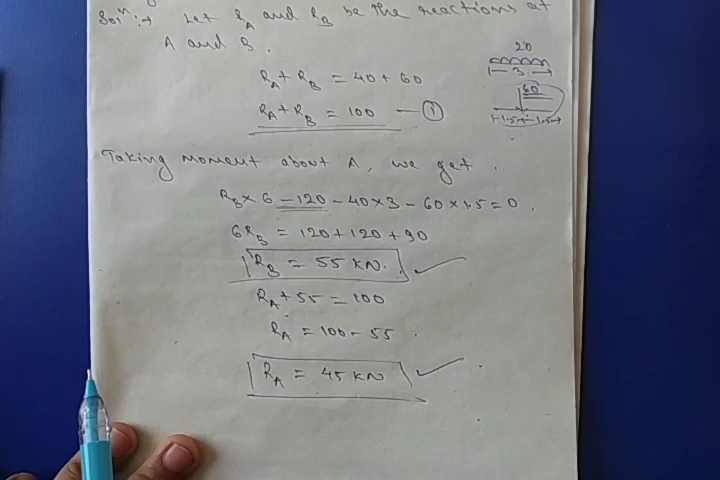 Solⁿ:→ Let R_A and R_B be the reactions at
A and B.
R_A + R_B = 40 + 60
R_A + R_B = 100 — ①
20
3
60
1.5 1.5
Taking moment about A, we get.
R_B × 6 - 120 - 40 × 3 - 60 × 1.5 = 0.
6R_B = 120 + 120 + 90
R_B = 55 KN.
R_A + 55 = 100
R_A = 100 - 55
R_A = 45 KN